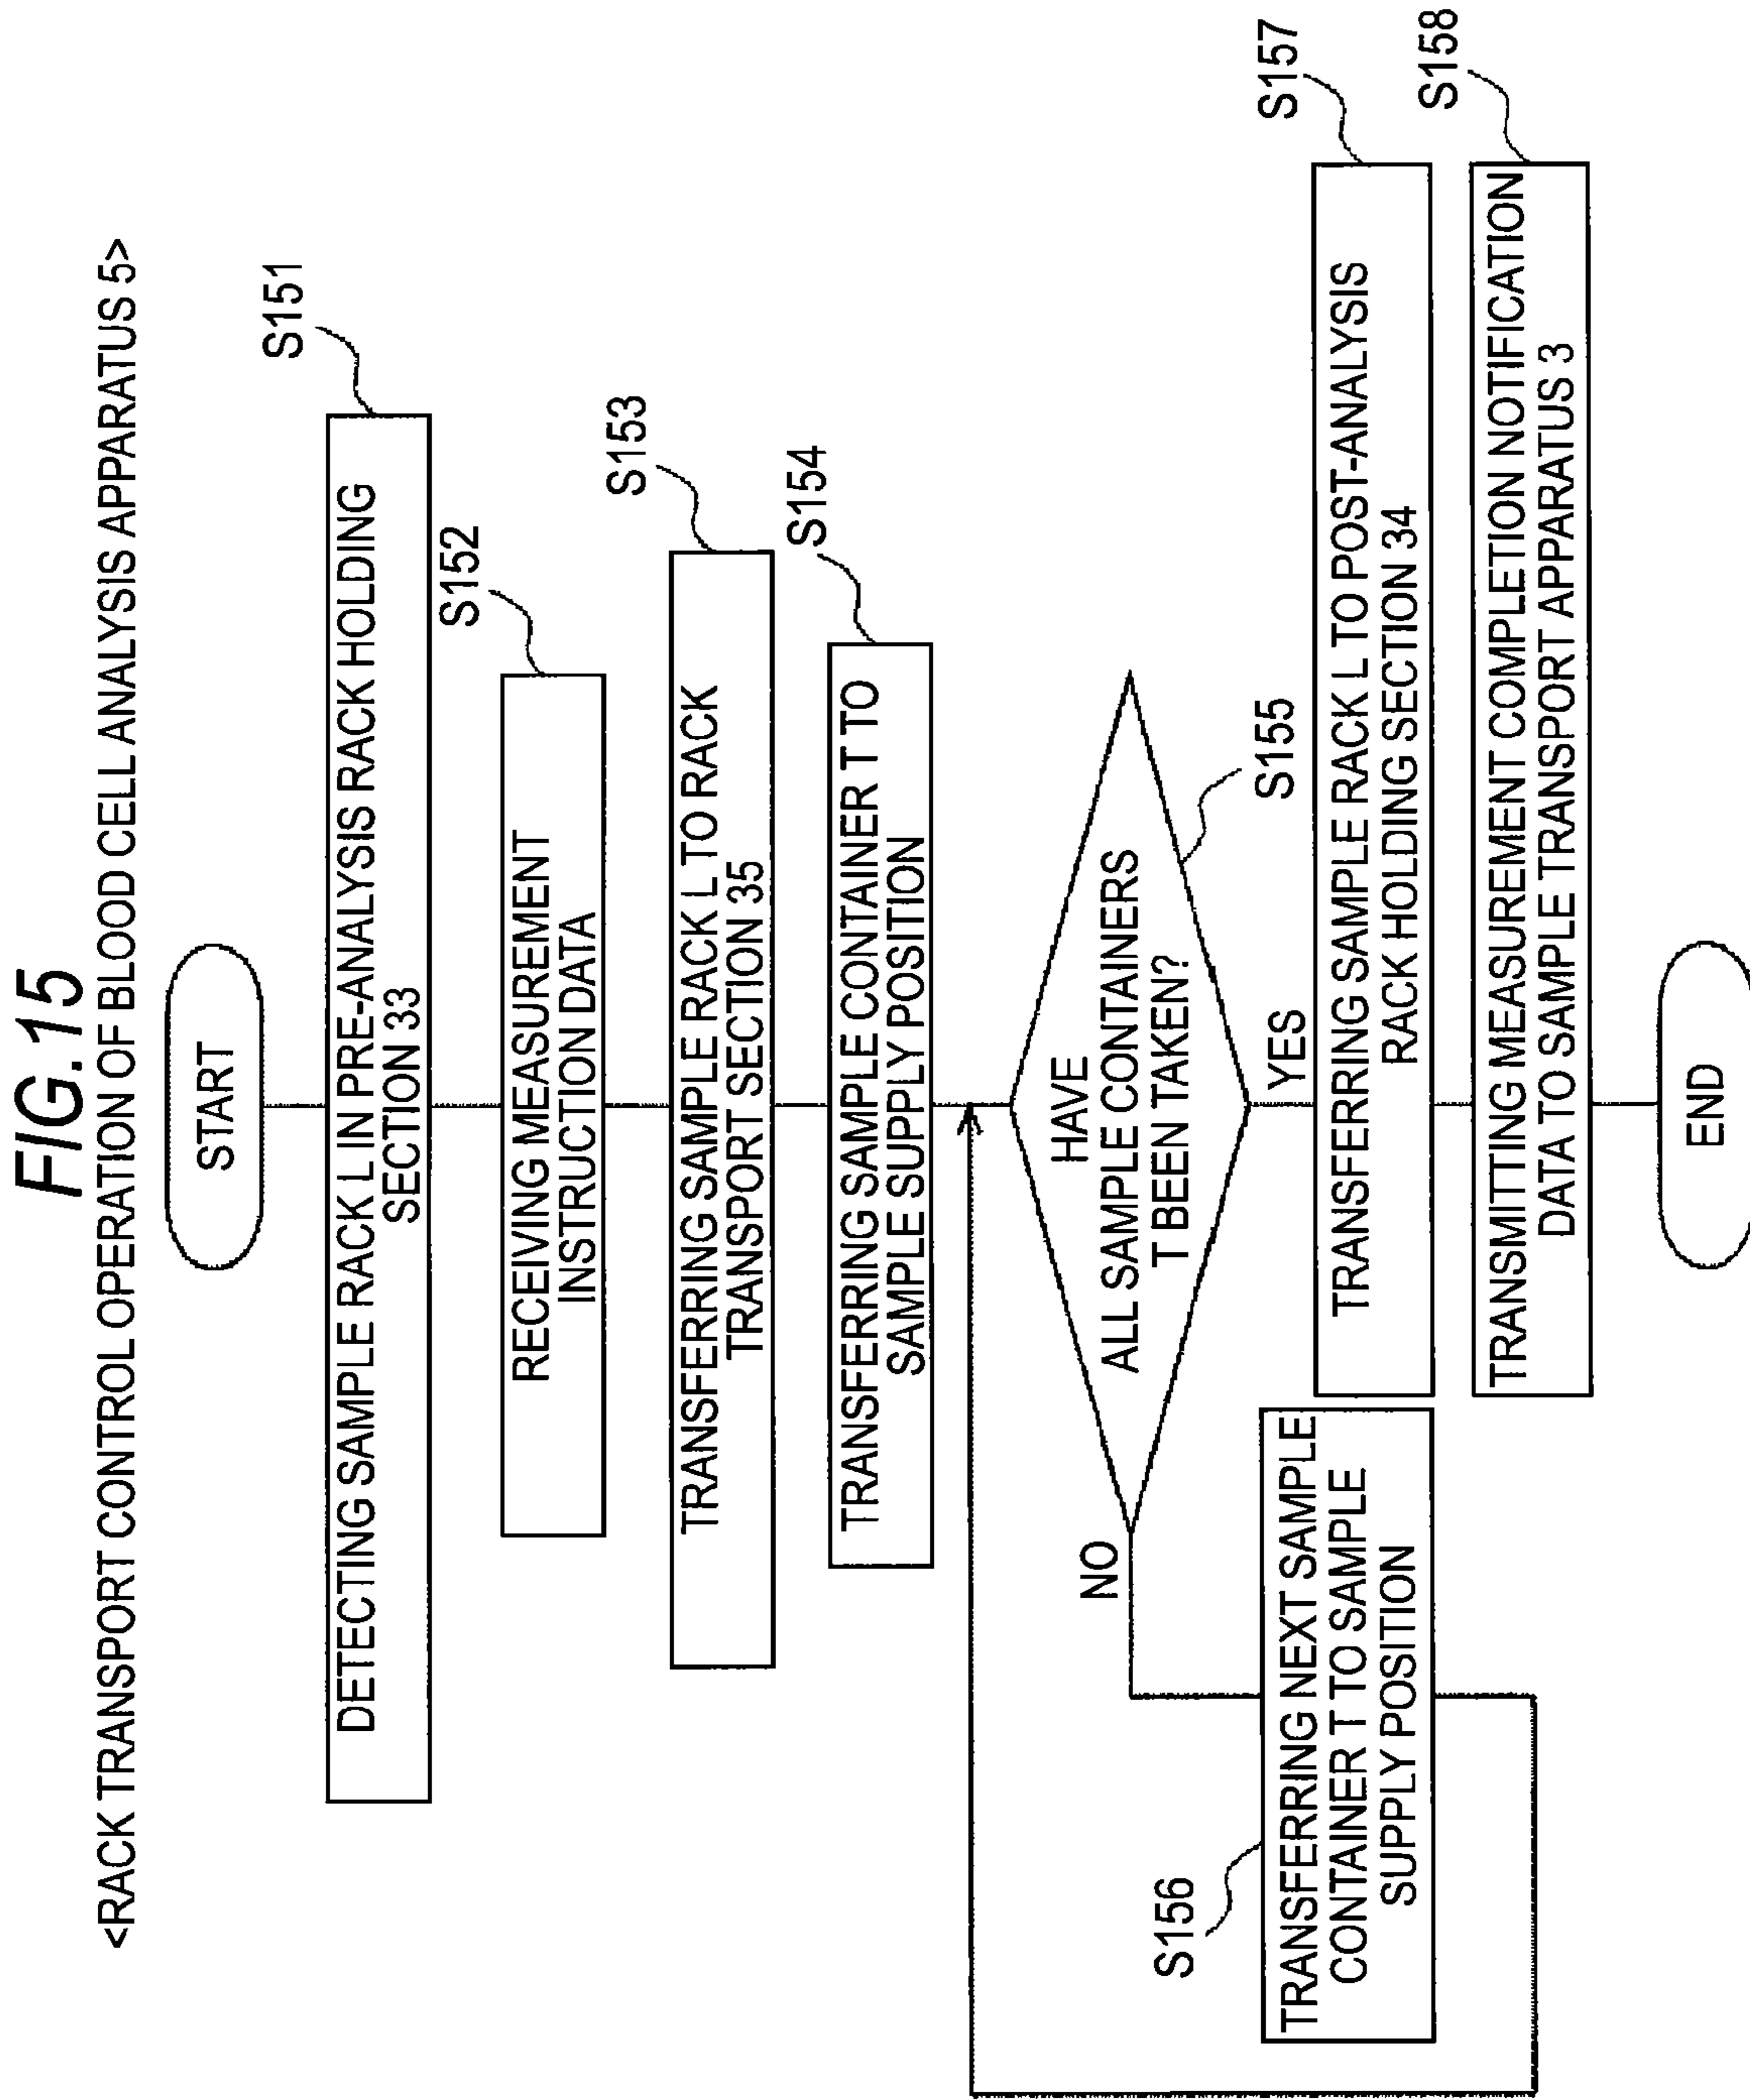 FIG.15
<RACK TRANSPORT CONTROL OPERATION OF BLOOD CELL ANALYSIS APPARATUS 5>
START
S151
DETECTING SAMPLE RACK L IN PRE-ANALYSIS RACK HOLDING
SECTION 33
S152
RECEIVING MEASUREMENT
INSTRUCTION DATA
S153
TRANSFERRING SAMPLE RACK L TO RACK
TRANSPORT SECTION 35
S154
TRANSFERRING SAMPLE CONTAINER T TO
SAMPLE SUPPLY POSITION
HAVE
ALL SAMPLE CONTAINERS
T BEEN TAKEN?
S155
NO
YES
S156
TRANSFERRING NEXT SAMPLE
CONTAINER T TO SAMPLE
SUPPLY POSITION
S157
TRANSFERRING SAMPLE RACK L TO POST-ANALYSIS
RACK HOLDING SECTION 34
S158
TRANSMITTING MEASUREMENT COMPLETION NOTIFICATION
DATA TO SAMPLE TRANSPORT APPARATUS 3
END